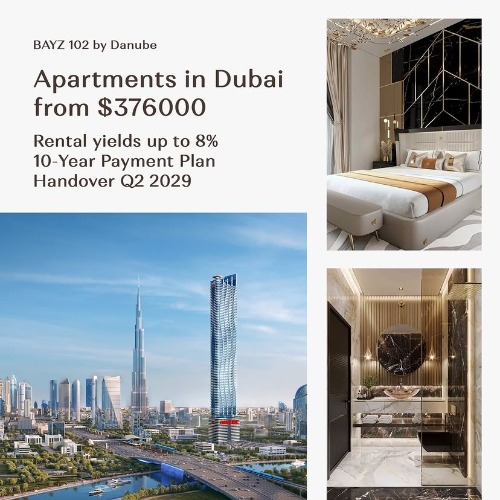 BAYZ 102 by Danube
Apartments in Dubai
from $376000
Rental yields up to 8%
10-Year Payment Plan
Handover Q2 2029